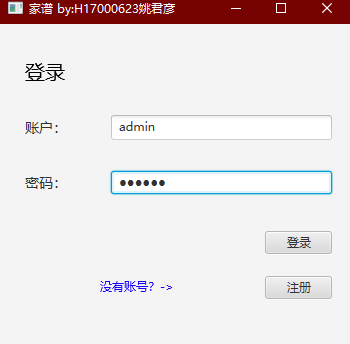 家谱 by:H17000623姚君彦
登录
账户：
admin
密码：
●●●●●●
登录
没有账号？->
注册